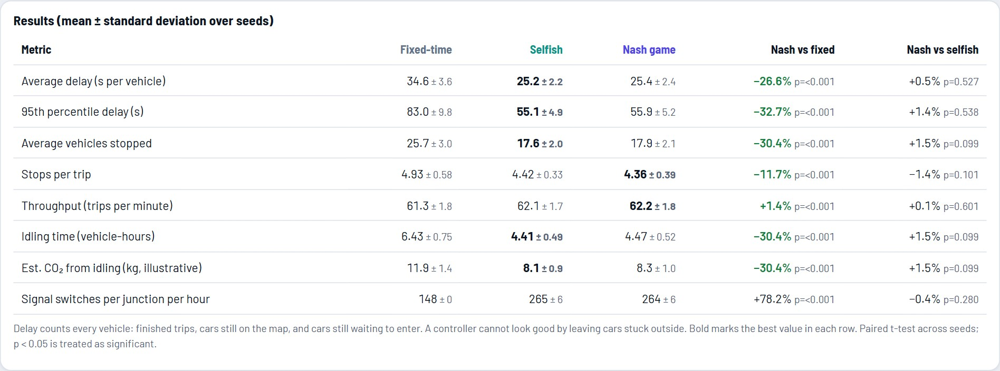 Results (mean ± standard deviation over seeds)
Metric Fixed-time Selfish Nash game Nash vs fixed Nash vs selfish
Average delay (s per vehicle) 34.6 ± 3.6 25.2 ± 2.2 25.4 ± 2.4 −26.6% p=<0.001 +0.5% p=0.527
95th percentile delay (s) 83.0 ± 9.8 55.1 ± 4.9 55.9 ± 5.2 −32.7% p=<0.001 +1.4% p=0.538
Average vehicles stopped 25.7 ± 3.0 17.6 ± 2.0 17.9 ± 2.1 −30.4% p=<0.001 +1.5% p=0.099
Stops per trip 4.93 ± 0.58 4.42 ± 0.33 4.36 ± 0.39 −11.7% p=<0.001 −1.4% p=0.101
Throughput (trips per minute) 61.3 ± 1.8 62.1 ± 1.7 62.2 ± 1.8 +1.4% p=<0.001 +0.1% p=0.601
Idling time (vehicle-hours) 6.43 ± 0.75 4.41 ± 0.49 4.47 ± 0.52 −30.4% p=<0.001 +1.5% p=0.099
Est. CO₂ from idling (kg, illustrative) 11.9 ± 1.4 8.1 ± 0.9 8.3 ± 1.0 −30.4% p=<0.001 +1.5% p=0.099
Signal switches per junction per hour 148 ± 0 265 ± 6 264 ± 6 +78.2% p=<0.001 −0.4% p=0.280
Delay counts every vehicle: finished trips, cars still on the map, and cars still waiting to enter. A controller cannot look good by leaving cars stuck outside. Bold marks the best value in each row. Paired t-test across seeds;
p < 0.05 is treated as significant.